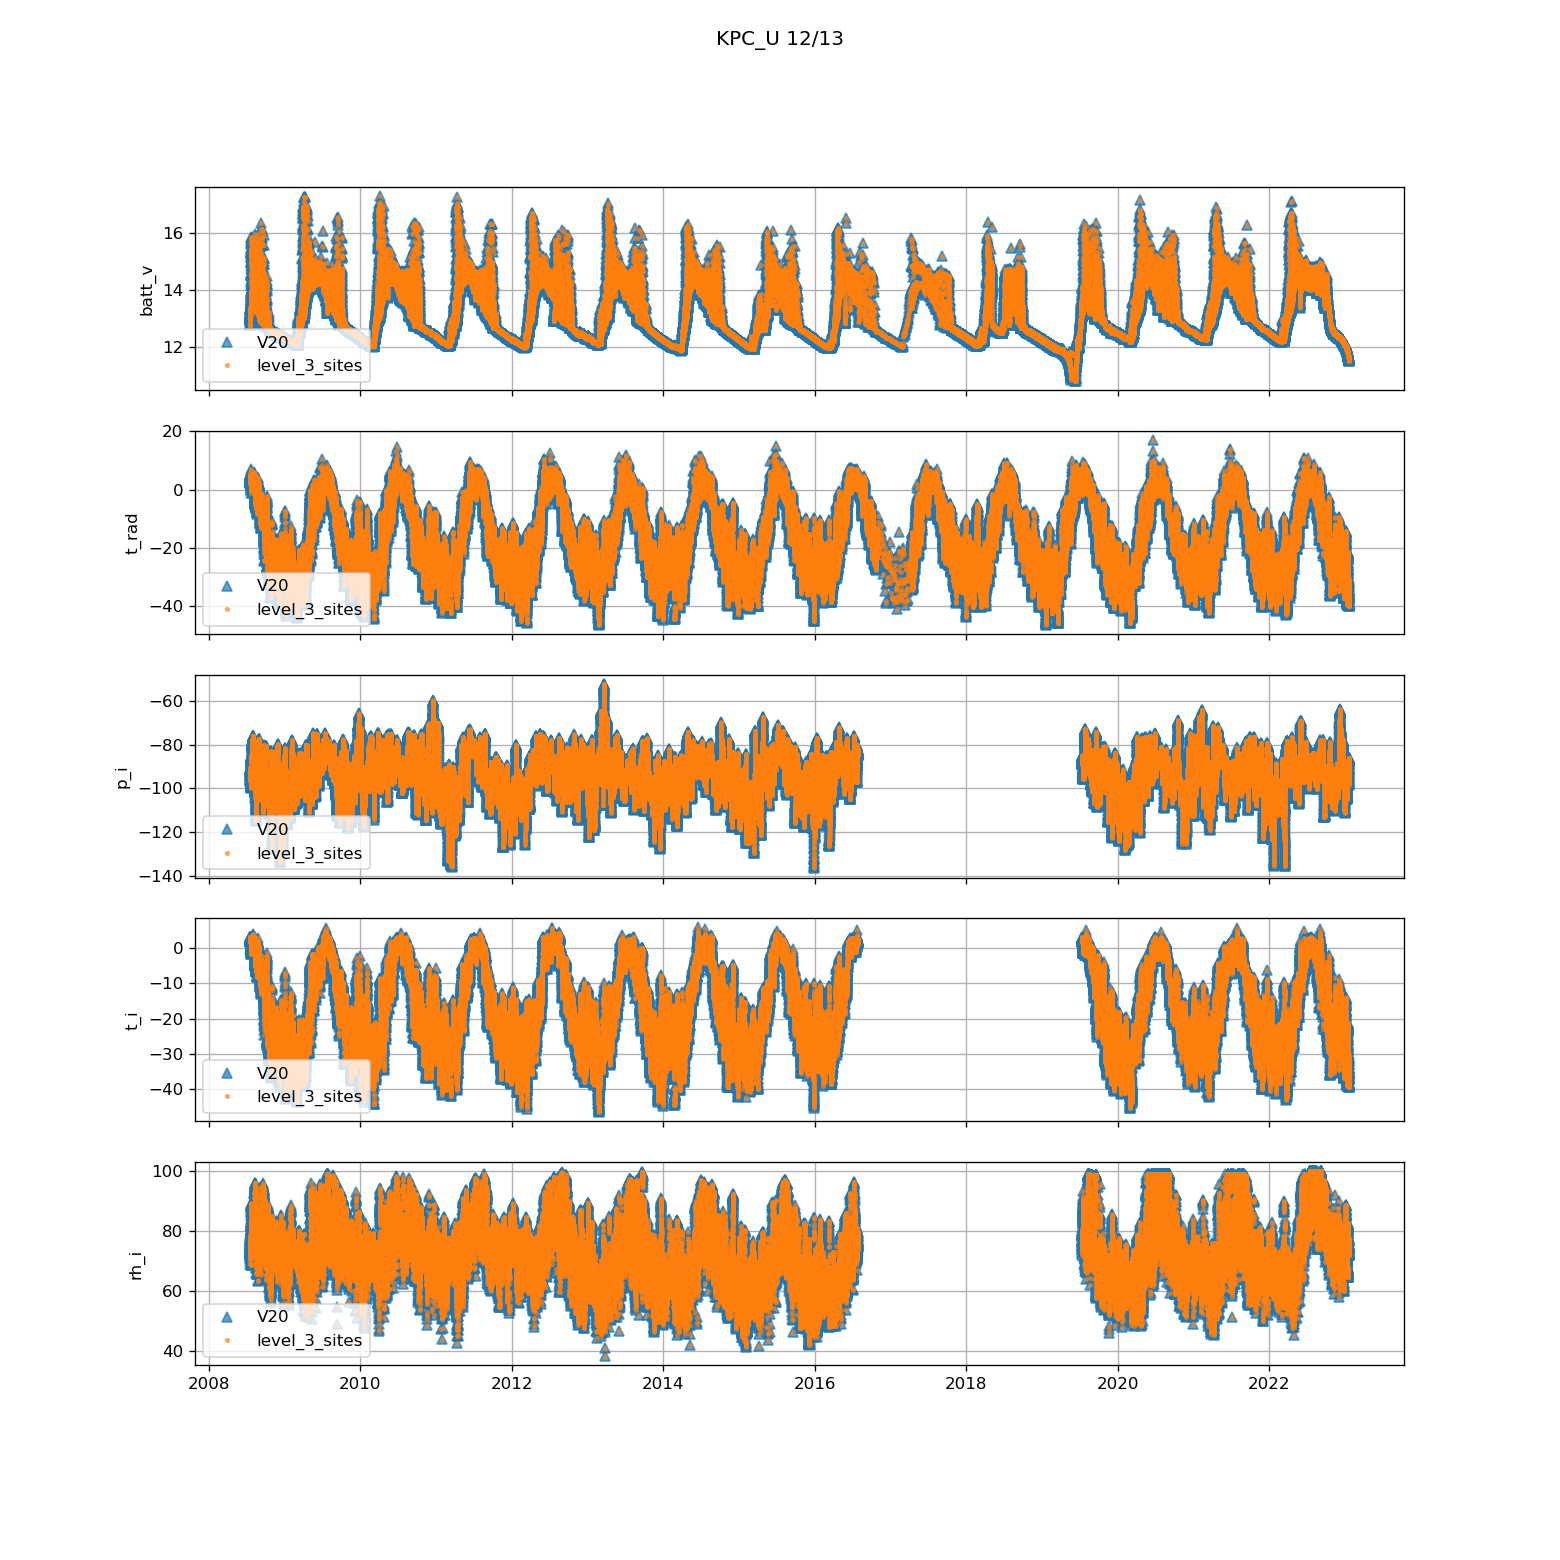 KPC_U 12/13
batt_v
16
14
12
V20
level_3_sites
t_rad
20
0
−20
−40
V20
level_3_sites
p_i
−60
−80
−100
−120
−140
V20
level_3_sites
t_i
0
−10
−20
−30
−40
V20
level_3_sites
rh_i
100
80
60
40
V20
level_3_sites
2008 2010 2012 2014 2016 2018 2020 2022